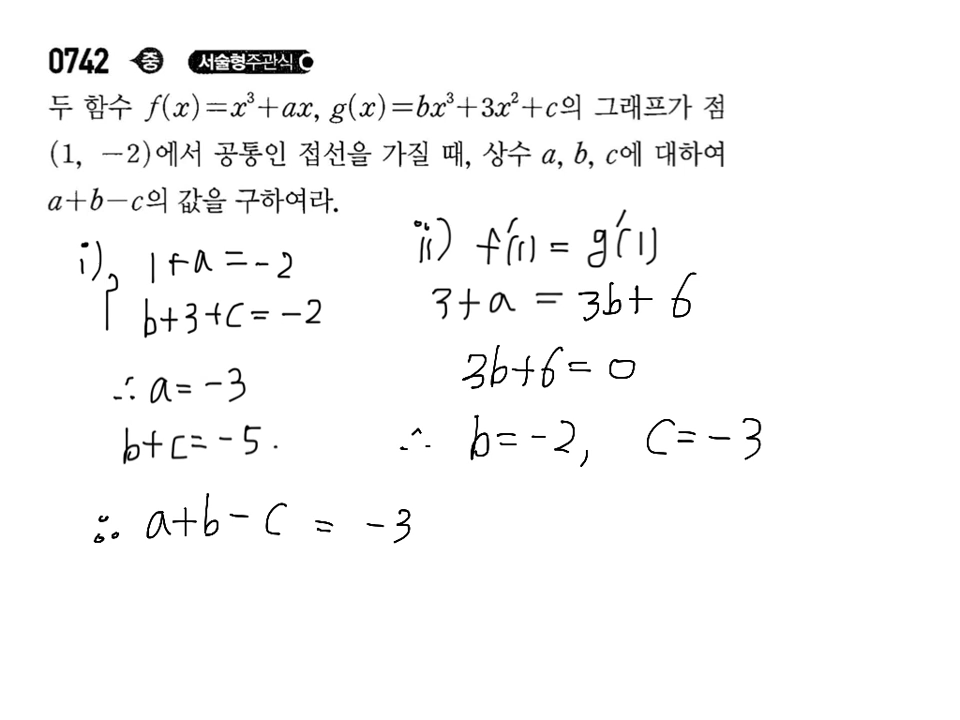 0742 중 서술형주관식
두 함수 f(x)=x³+ax, g(x)=bx³+3x²+c의 그래프가 점
(1, −2)에서 공통인 접선을 가질 때, 상수 a, b, c에 대하여
a+b−c의 값을 구하여라.
i) 1+a=-2
b+3+c=-2
∴ a=-3
b+c=-5.
ii) f'(1)=g'(1)
3+a=3b+6
3b+6=0
∴ b=-2, c=-3
∴ a+b-c=-3